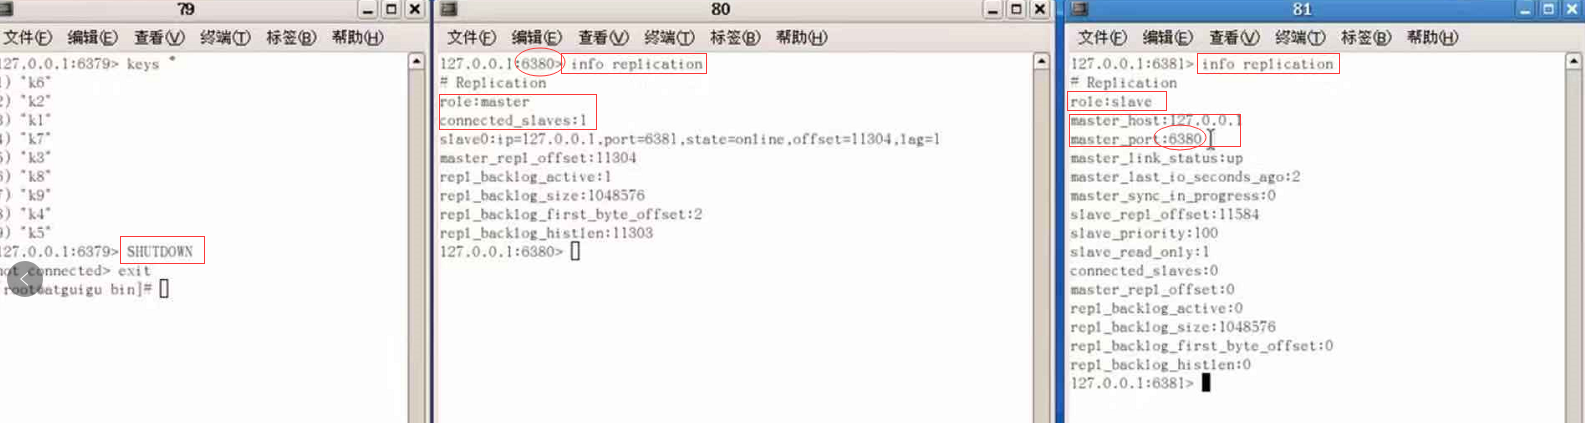 79
文件(F) 编辑(E) 查看(V) 终端(T) 标签(B) 帮助(H)
127.0.0.1:6379> keys *
1) "k6"
2) "k2"
3) "k1"
4) "k7"
5) "k3"
6) "k8"
7) "k9"
8) "k4"
9) "k5"
127.0.0.1:6379> SHUTDOWN
not connected> exit
rootoatguigu bin]#
80
文件(F) 编辑(E) 查看(V) 终端(T) 标签(B) 帮助(H)
127.0.0.1:6380> info replication
# Replication
role:master
connected_slaves:1
slave0:ip=127.0.0.1,port=6381,state=online,offset=11304,lag=1
master_repl_offset:11304
repl_backlog_active:1
repl_backlog_size:1048576
repl_backlog_first_byte_offset:2
repl_backlog_histlen:11303
127.0.0.1:6380>
81
文件(F) 编辑(E) 查看(V) 终端(T) 标签(B) 帮助(H)
127.0.0.1:6381> info replication
# Replication
role:slave
master_host:127.0.0.1
master_port:6380
master_link_status:up
master_last_io_seconds_ago:2
master_sync_in_progress:0
slave_repl_offset:11584
slave_priority:100
slave_read_only:1
connected_slaves:0
master_repl_offset:0
repl_backlog_active:0
repl_backlog_size:1048576
repl_backlog_first_byte_offset:0
repl_backlog_histlen:0
127.0.0.1:6381>